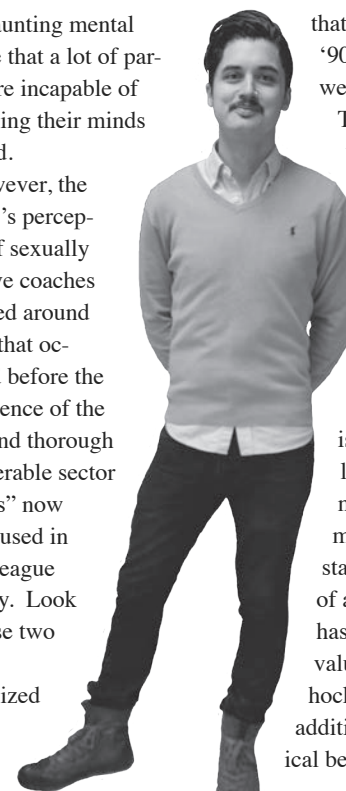 unting mental
e that a lot of par-
re incapable of
ing their minds
d.
vever, the
’s percep-
f sexually
ve coaches
ed around
that oc-
before the
ence of the
nd thorough
erable sector
s” now
used in
eague
y. Look
se two
ized
that
‘90
we
T
is
l
m
sta
of a
has
valu
hock
additi
ical be